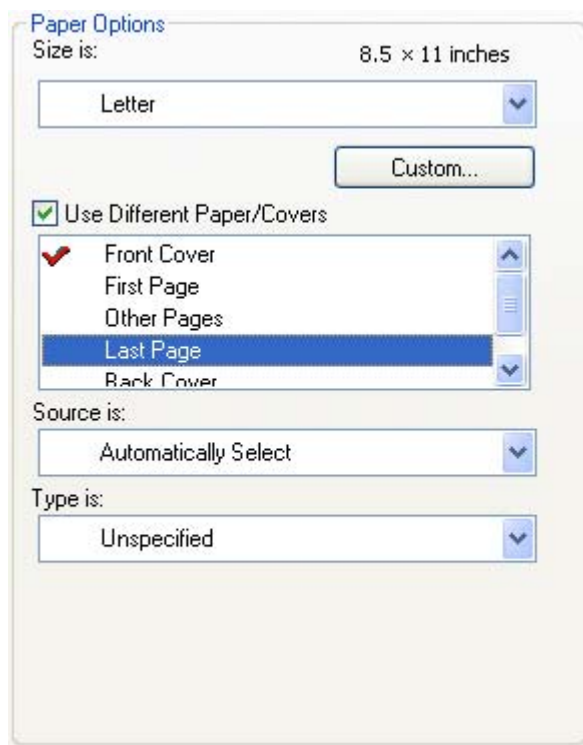 Paper Options
Size is: 8.5 × 11 inches
Letter
Custom...
Use Different Paper/Covers
Front Cover
First Page
Other Pages
Last Page
Back Cover
Source is:
Automatically Select
Type is:
Unspecified